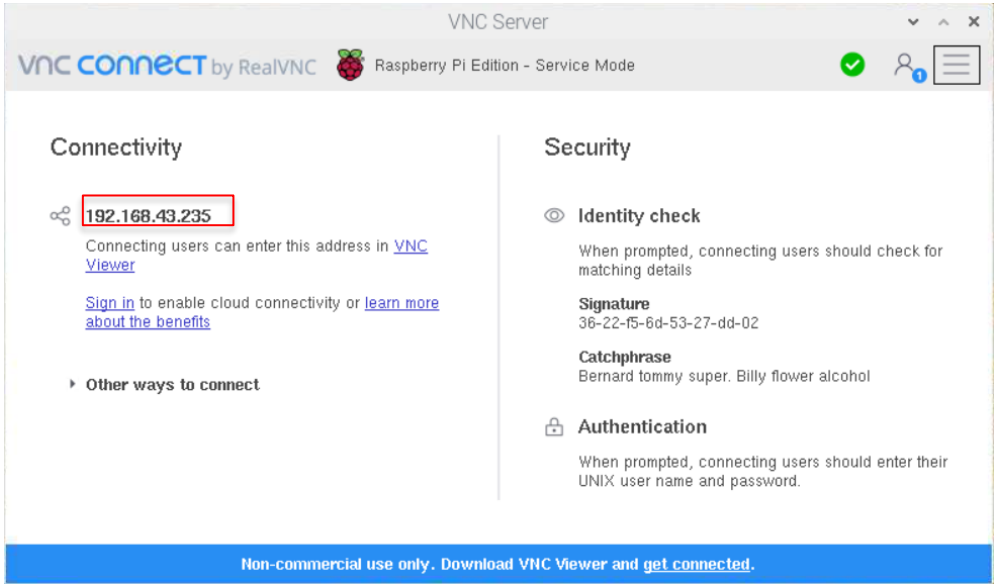 VNC Server
VNC CONNECT by RealVNC Raspberry Pi Edition - Service Mode
1
Connectivity
192.168.43.235
Connecting users can enter this address in VNC
Viewer
Sign in to enable cloud connectivity or learn more
about the benefits
Other ways to connect
Security
Identity check
When prompted, connecting users should check for
matching details
Signature
36-22-f5-6d-53-27-dd-02
Catchphrase
Bernard tommy super. Billy flower alcohol
Authentication
When prompted, connecting users should enter their
UNIX user name and password.
Non-commercial use only. Download VNC Viewer and get connected.